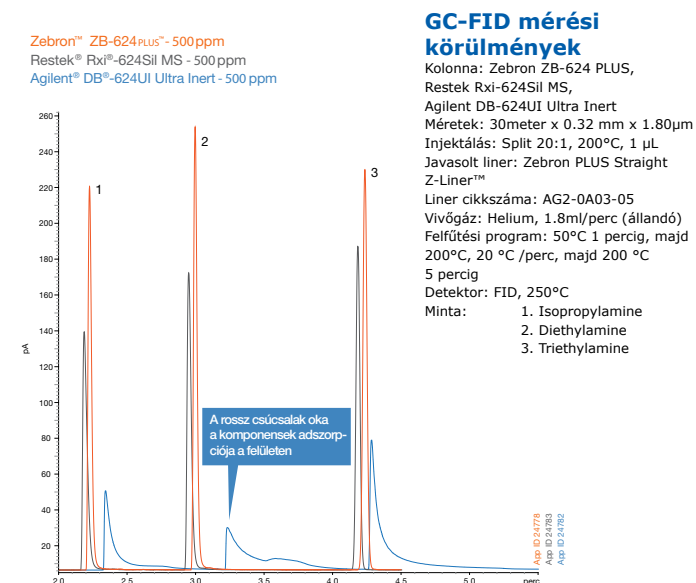 Zebron™ ZB-624PLUS™ - 500 ppm
Restek® Rxi®-624Sil MS - 500 ppm
Agilent® DB®-624UI Ultra Inert - 500 ppm
GC-FID mérési
körülmények
Kolonna: Zebron ZB-624 PLUS,
Restek Rxi-624Sil MS,
Agilent DB-624UI Ultra Inert
Méretek: 30meter x 0.32 mm x 1.80µm
Injektálás: Split 20:1, 200°C, 1 µL
Javasolt liner: Zebron PLUS Straight
Z-Liner™
Liner cikkszáma: AG2-0A03-05
Vivőgáz: Helium, 1.8ml/perc (állandó)
Felfűtési program: 50°C 1 percig, majd
200°C, 20 °C /perc, majd 200 °C
5 percig
Detektor: FID, 250°C
Minta: 1. Isopropylamine
2. Diethylamine
3. Triethylamine
260
240
220
200
180
160
140
120
100
80
60
40
20
pA
1
2
3
A rossz csúcsalak oka
a komponensek adszorp-
ciója a felületen
App ID 24778
App ID 24783
App ID 24782
2.0 2.5 3.0 3.5 4.0 4.5 5.0 perc